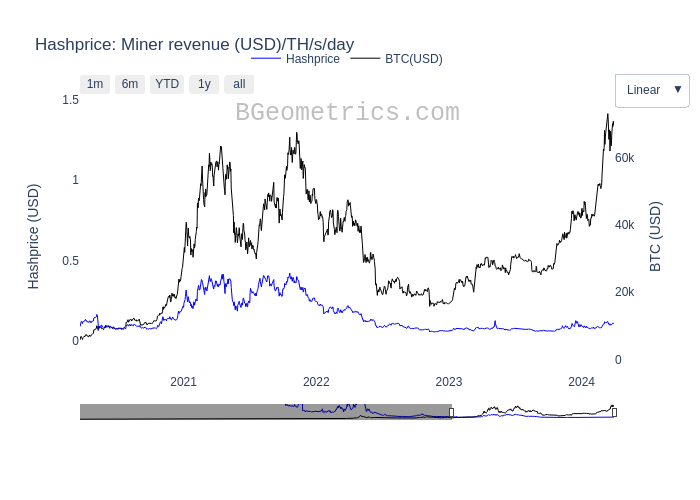 Hashprice: Miner revenue (USD)/TH/s/day
Hashprice BTC(USD)
1m 6m YTD 1y all
Linear ▼
BGeometrics.com
1.5
1
0.5
0
Hashprice (USD)
60k
40k
20k
0
BTC (USD)
2021 2022 2023 2024